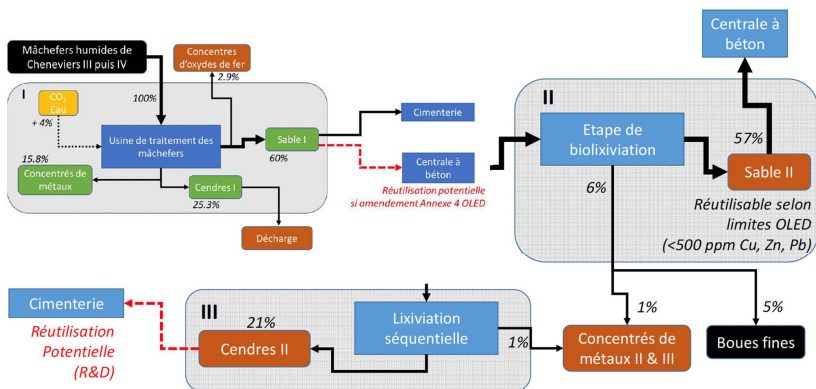 Mâchefers humides de
Cheneviers III puis IV
Concentres
d'oxydes de fer
2.9%
I
CO2
Eau
+ 4%
100%
Usine de traitement des
mâchefers
Sable I
60%
15.8%
Concentrés de
métaux
Cendres I
25.3%
Décharge
Cimenterie
Centrale à
béton
Réutilisation potentielle
si amendement Annexe 4 OLED
Centrale à
béton
II
Etape de
biolixiviation
57%
6%
Sable II
Réutilisable selon
limites OLED
(<500 ppm Cu, Zn, Pb)
1%
5%
Concentrés de
métaux II & III
Boues fines
III
Lixiviation
séquentielle
1%
21%
Cendres II
Cimenterie
Réutilisation
Potentielle
(R&D)